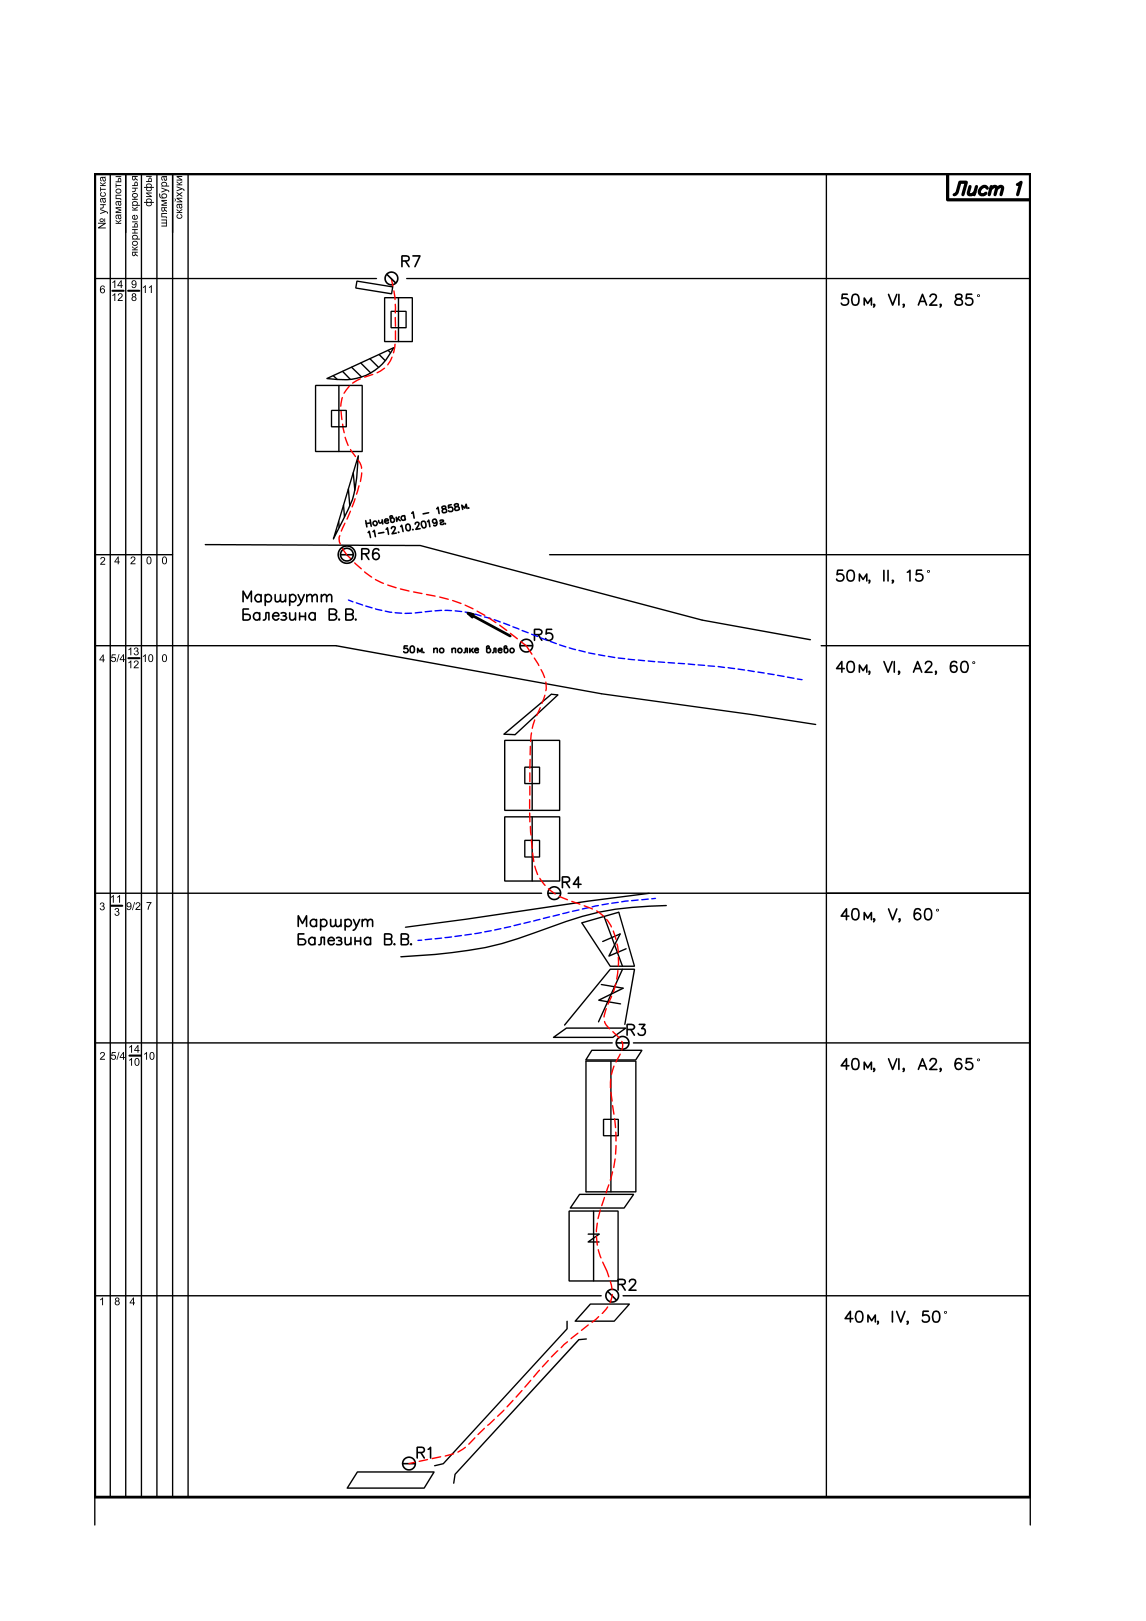 Лист 1
№ участка
камалоты
якорные крючья
фифы
шлямбура
скайхуки
R7
6 14/12 9/8 11
50м, VI, A2, 85°
Ночевка 1 – 1858м.
11–12.10.2019г.
R6
2 4 2 0 0
50м, II, 15°
Маршрутт
Балезина В.В.
R5
50м. по полке влево
4 5/4 13/12 10 0
40м, VI, A2, 60°
R4
3 11/3 9/2 7
40м, V, 60°
Маршрут
Балезина В.В.
R3
2 5/4 14/10 10
40м, VI, A2, 65°
R2
1 8 4
40м, IV, 50°
R1